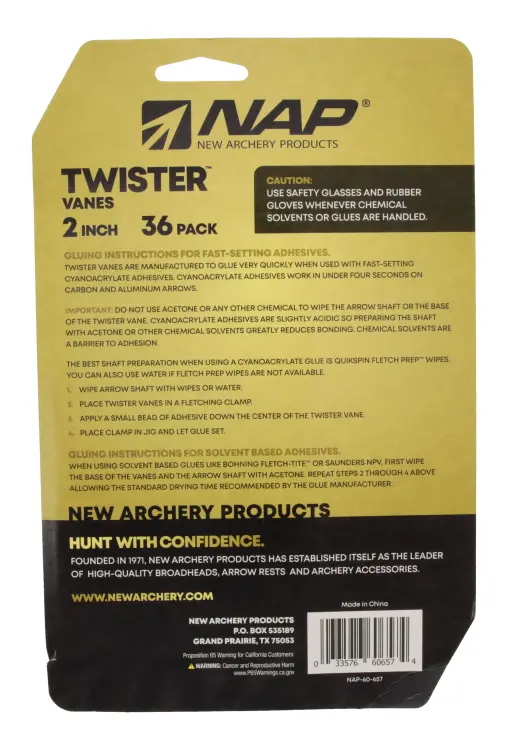 NAP®
NEW ARCHERY PRODUCTS
TWISTER™
VANES
2 INCH 36 PACK
CAUTION:
USE SAFETY GLASSES AND RUBBER
GLOVES WHENEVER CHEMICAL
SOLVENTS OR GLUES ARE HANDLED.
GLUING INSTRUCTIONS FOR FAST-SETTING ADHESIVES.
TWISTER VANES ARE MANUFACTURED TO GLUE VERY QUICKLY WHEN USED WITH FAST-SETTING
CYANOACRYLATE ADHESIVES. CYANOACRYLATE ADHESIVES WORK IN UNDER FOUR SECONDS ON
CARBON AND ALUMINUM ARROWS.
IMPORTANT: DO NOT USE ACETONE OR ANY OTHER CHEMICAL TO WIPE THE ARROW SHAFT OR THE BASE
OF THE TWISTER VANE. CYANOACRYLATE ADHESIVES ARE SLIGHTLY ACIDIC SO PREPARING THE SHAFT
WITH ACETONE OR OTHER CHEMICAL SOLVENTS GREATLY REDUCES BONDING. CHEMICAL SOLVENTS ARE
A BARRIER TO ADHESION.
THE BEST SHAFT PREPARATION WHEN USING A CYANOACRYLATE GLUE IS QUIKSPIN FLETCH PREP™ WIPES.
YOU CAN ALSO USE WATER IF FLETCH PREP WIPES ARE NOT AVAILABLE.
1. WIPE ARROW SHAFT WITH WIPES OR WATER.
2. PLACE TWISTER VANES IN A FLETCHING CLAMP.
3. APPLY A SMALL BEAD OF ADHESIVE DOWN THE CENTER OF THE TWISTER VANE.
4. PLACE CLAMP IN JIG AND LET GLUE SET.
GLUING INSTRUCTIONS FOR SOLVENT BASED ADHESIVES.
WHEN USING SOLVENT BASED GLUES LIKE BOHNING FLETCH-TITE™ OR SAUNDERS NPV, FIRST WIPE
THE BASE OF THE VANES AND THE ARROW SHAFT WITH ACETONE. REPEAT STEPS 2 THROUGH 4 ABOVE
ALLOWING THE STANDARD DRYING TIME RECOMMENDED BY THE GLUE MANUFACTURER.
NEW ARCHERY PRODUCTS
HUNT WITH CONFIDENCE.
FOUNDED IN 1971, NEW ARCHERY PRODUCTS HAS ESTABLISHED ITSELF AS THE LEADER
OF HIGH-QUALITY BROADHEADS, ARROW RESTS AND ARCHERY ACCESSORIES.
WWW.NEWARCHERY.COM
NEW ARCHERY PRODUCTS
P.O. BOX 535189
GRAND PRAIRIE, TX 75053
Proposition 65 Warning for California Customers:
WARNING: Cancer and Reproductive Harm
www.P65Warnings.ca.gov
Made in China
0 33576 60657 4
NAP-60-657